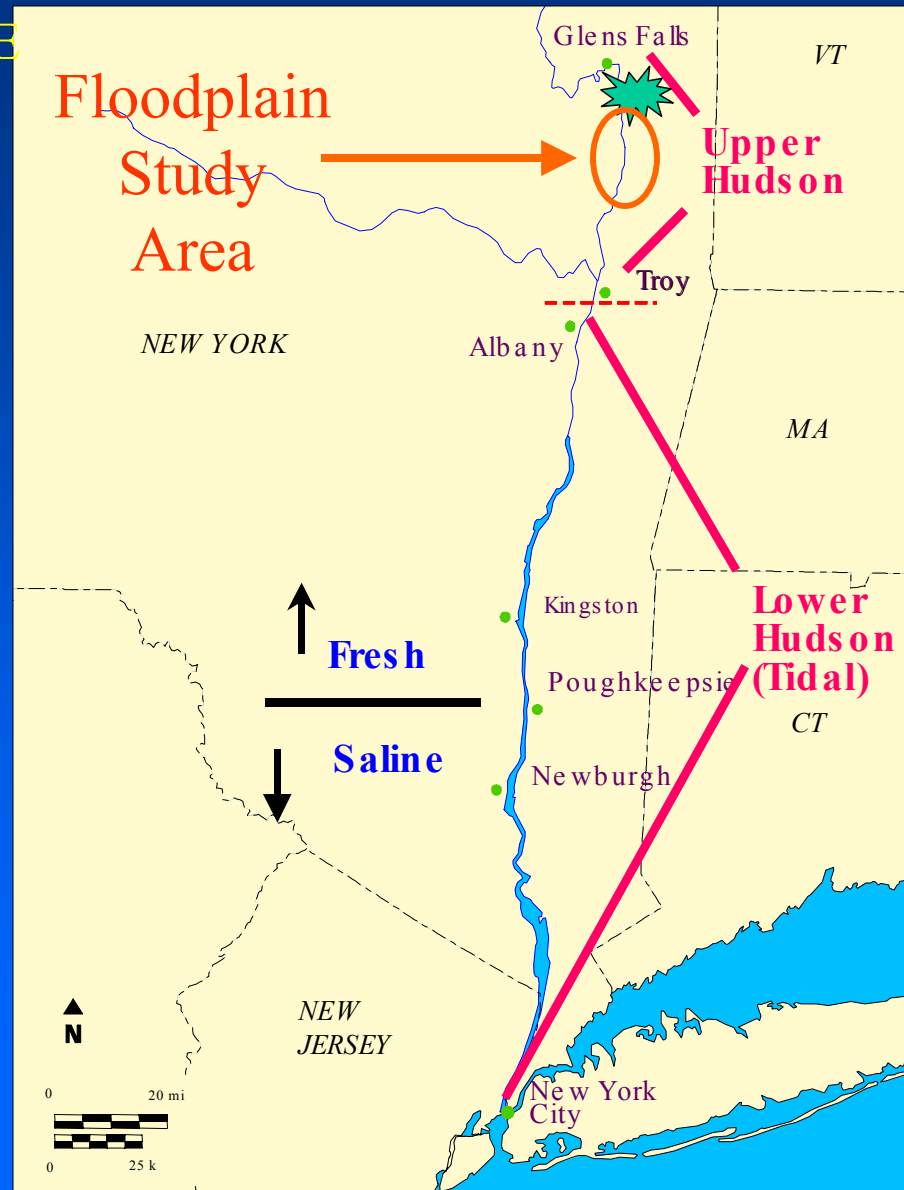 E
Glens Falls
VT
Floodplain
Study
Area
Upper
Hudson
Troy
NEW YORK
Albany
MA
Kingston
Lower
Hudson
(Tidal)
Fresh
Poughkeepsie
CT
Saline
Newburgh
NEW
JERSEY
N
0 20 mi
0 25 k
New York
City